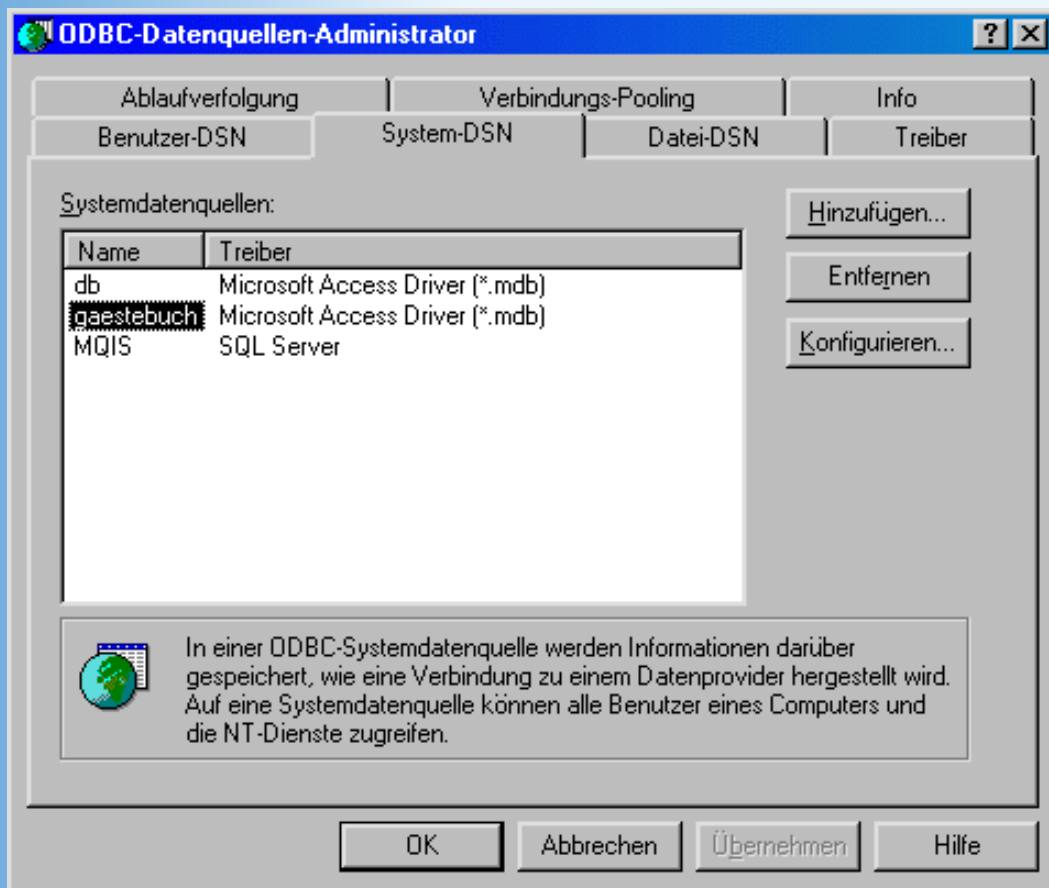 ODBC-Datenquellen-Administrator
Ablaufverfolgung Verbindungs-Pooling Info
Benutzer-DSN System-DSN Datei-DSN Treiber
Systemdatenquellen:
Hinzufügen...
Name Treiber
db Microsoft Access Driver (*.mdb)
Entfernen
gaestebuch Microsoft Access Driver (*.mdb)
MQIS SQL Server
Konfigurieren...
In einer ODBC-Systemdatenquelle werden Informationen darüber
gespeichert, wie eine Verbindung zu einem Datenprovider hergestellt wird.
Auf eine Systemdatenquelle können alle Benutzer eines Computers und
die NT-Dienste zugreifen.
OK Abbrechen Übernehmen Hilfe